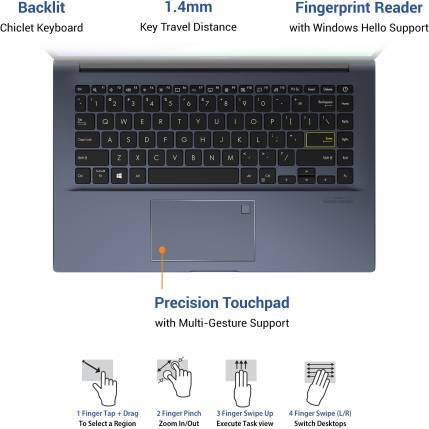 Backlit
Chiclet Keyboard
1.4mm
Key Travel Distance
Fingerprint Reader
with Windows Hello Support
Q W E R T Y U I O P
A S D F G H J K L
Z X C V B N M
Precision Touchpad
with Multi-Gesture Support
1 Finger Tap + Drag
To Select a Region
2 Finger Pinch
Zoom In/Out
3 Finger Swipe Up
Execute Task view
4 Finger Swipe (L/R)
Switch Desktops